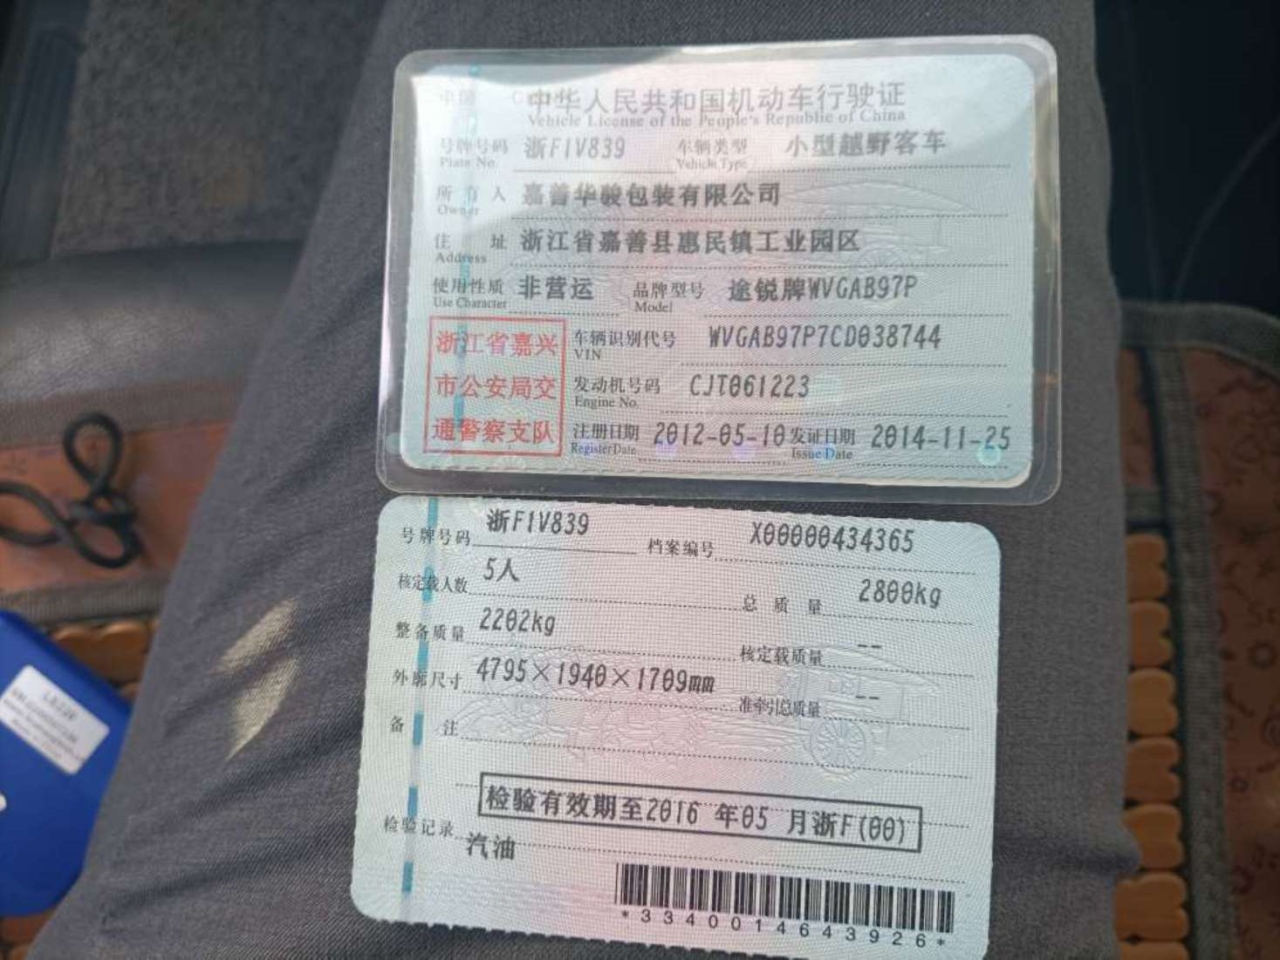 中华人民共和国机动车行驶证
Vehicle License of the People's Republic of China
号牌号码 浙F1V839 车辆类型 小型越野客车
Plate No. Vehicle Type
所有人 嘉善华骏包装有限公司
Owner
住址 浙江省嘉善县惠民镇工业园区
Address
使用性质 非营运 品牌型号 途锐牌WVGAB97P
Use Character Model
浙江省嘉兴
市公安局交
通警察支队
车辆识别代号 WVGAB97P7CD038744
VIN
发动机号码 CJT061223
Engine No.
注册日期 2012-05-10 发证日期 2014-11-25
Register Date Issue Date
号牌号码 浙F1V839 档案编号 X00000434365
核定载人数 5人 总质量 2800kg
整备质量 2202kg 核定载质量 --
外廓尺寸 4795×1940×1709mm 准牵引总质量 --
备注
检验有效期至2016 年05 月浙F(00)
检验记录
汽油
*3340014643926*